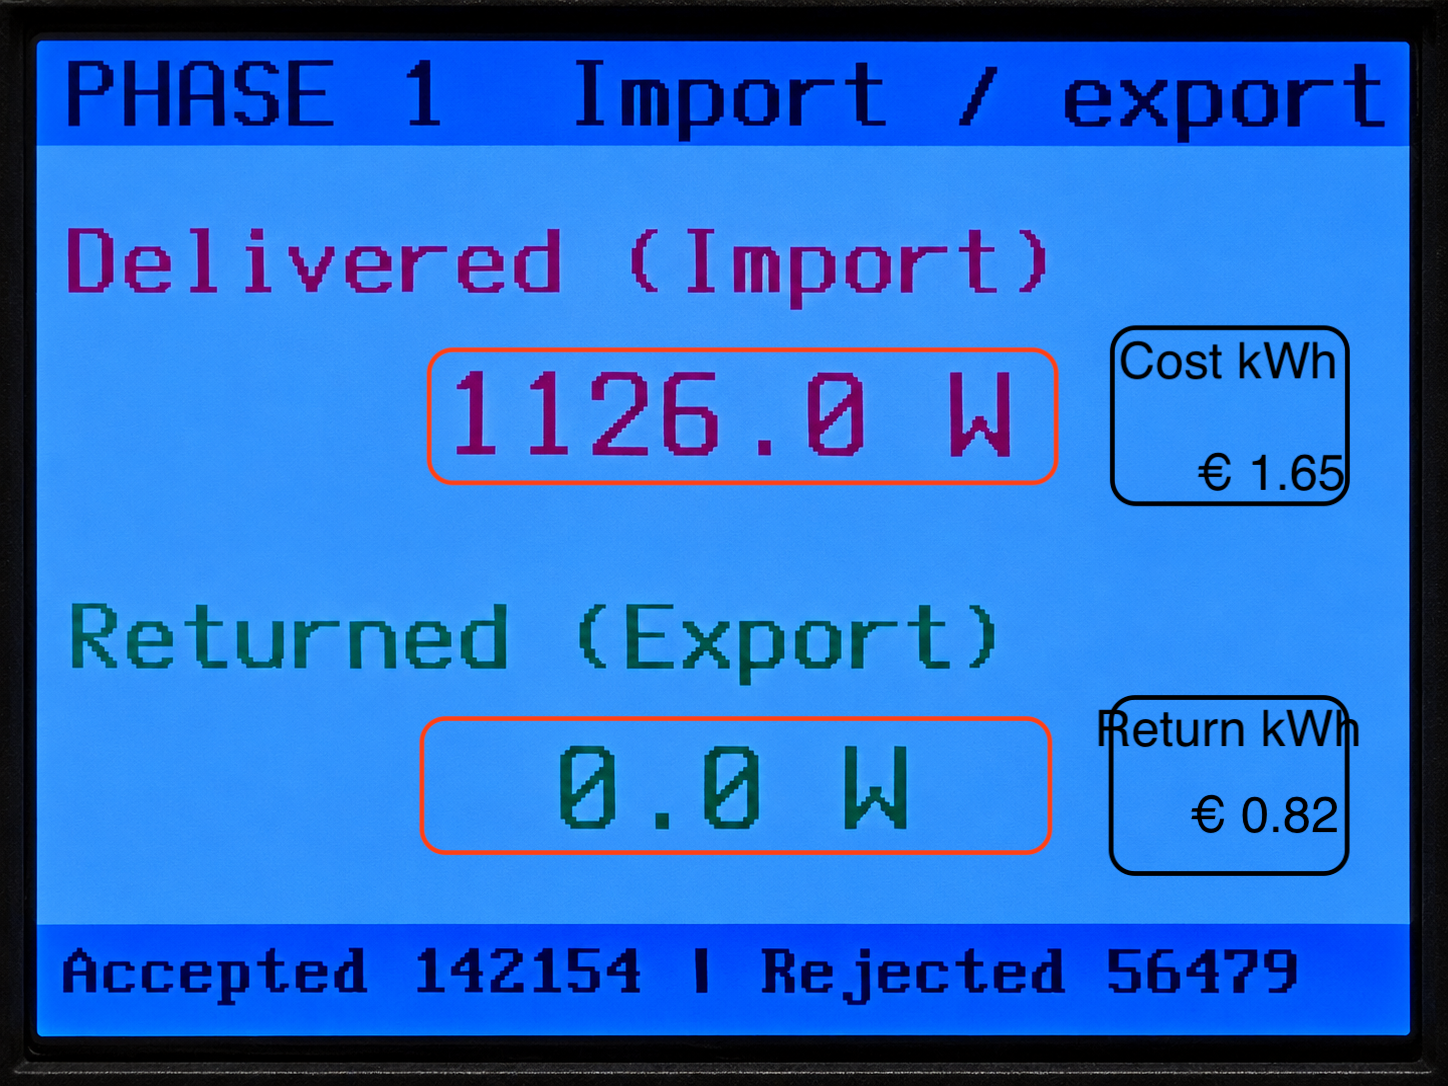 PHASE 1 Import / export
Delivered (Import)
1126.0 W
Cost kWh
€ 1.65
Returned (Export)
0.0 W
Return kWh
€ 0.82
Accepted 142154 | Rejected 56479